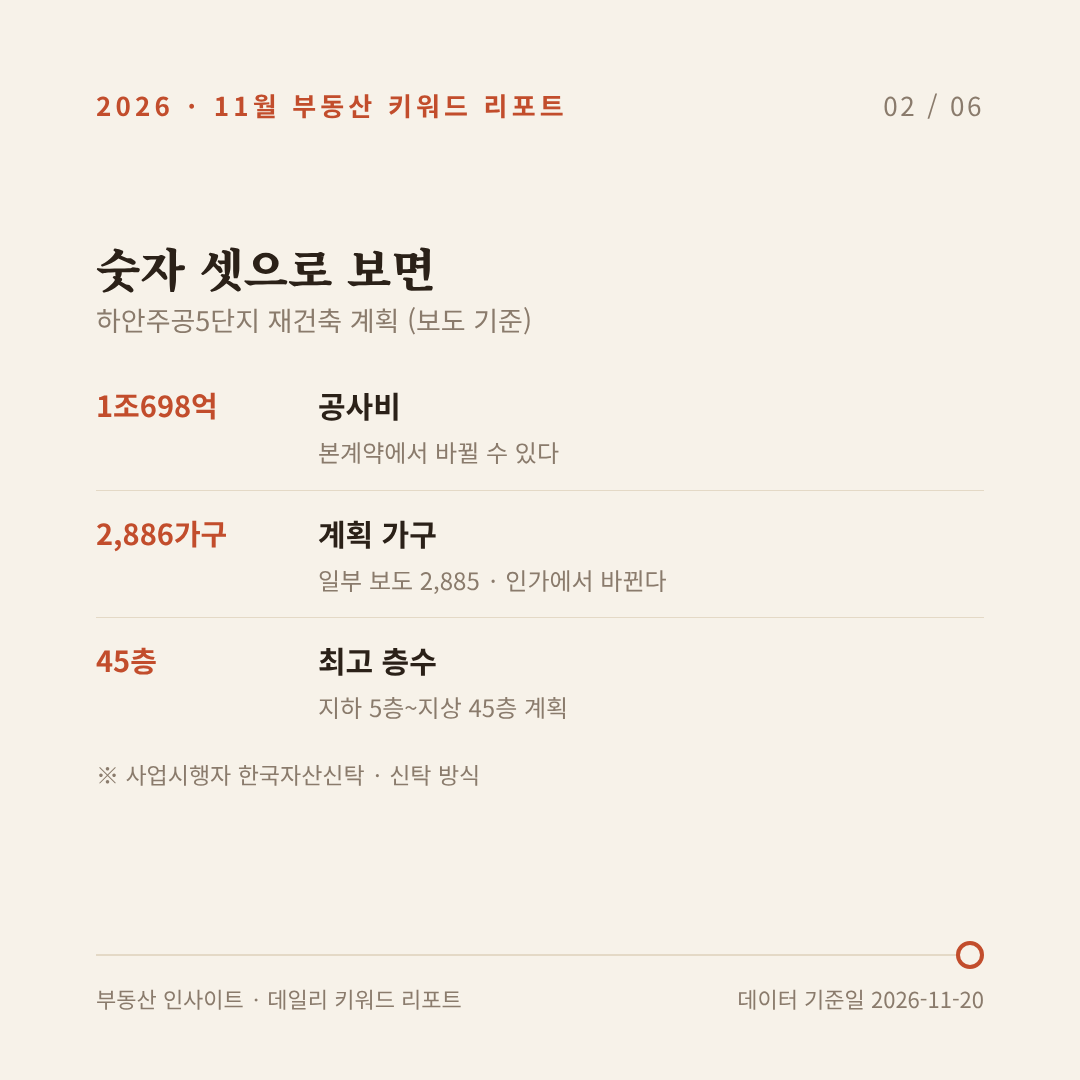 2026 · 11월 부동산 키워드 리포트
02 / 06
숫자 셋으로 보면
하안주공5단지 재건축 계획 (보도 기준)
1조698억
공사비
본계약에서 바뀔 수 있다
2,886가구
계획 가구
일부 보도 2,885 · 인가에서 바뀐다
45층
최고 층수
지하 5층~지상 45층 계획
※ 사업시행자 한국자산신탁 · 신탁 방식
부동산 인사이트 · 데일리 키워드 리포트
데이터 기준일 2026-11-20